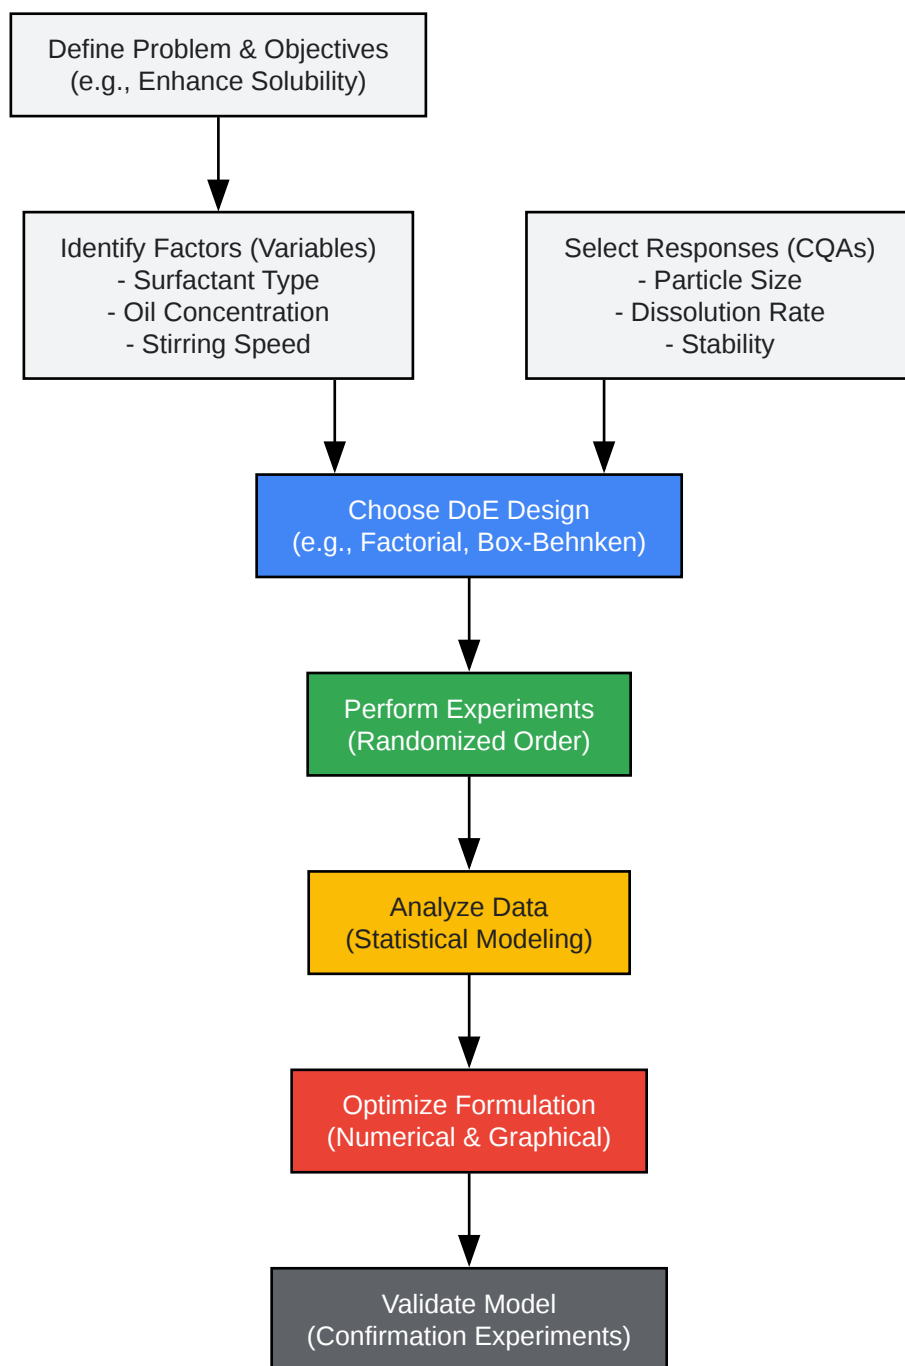 Define Problem & Objectives
(e.g., Enhance Solubility)
Identify Factors (Variables)
- Surfactant Type
- Oil Concentration
- Stirring Speed
Select Responses (CQAs)
- Particle Size
- Dissolution Rate
- Stability
Choose DoE Design
(e.g., Factorial, Box-Behnken)
Perform Experiments
(Randomized Order)
Analyze Data
(Statistical Modeling)
Optimize Formulation
(Numerical & Graphical)
Validate Model
(Confirmation Experiments)